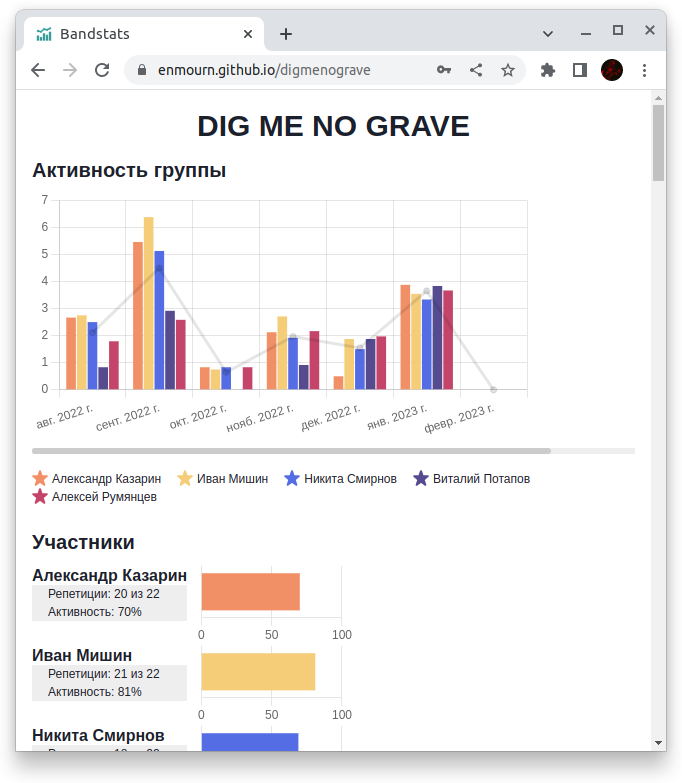 Bandstats
enmourn.github.io/digmenograve
DIG ME NO GRAVE
Активность группы
7
6
5
4
3
2
1
0
авг. 2022 г.
сент. 2022 г.
окт. 2022 г.
нояб. 2022 г.
дек. 2022 г.
янв. 2023 г.
февр. 2023 г.
Александр Казарин
Иван Мишин
Никита Смирнов
Виталий Потапов
Алексей Румянцев
Участники
Александр Казарин
Репетиции: 20 из 22
Активность: 70%
0 50 100
Иван Мишин
Репетиции: 21 из 22
Активность: 81%
0 50 100
Никита Смирнов